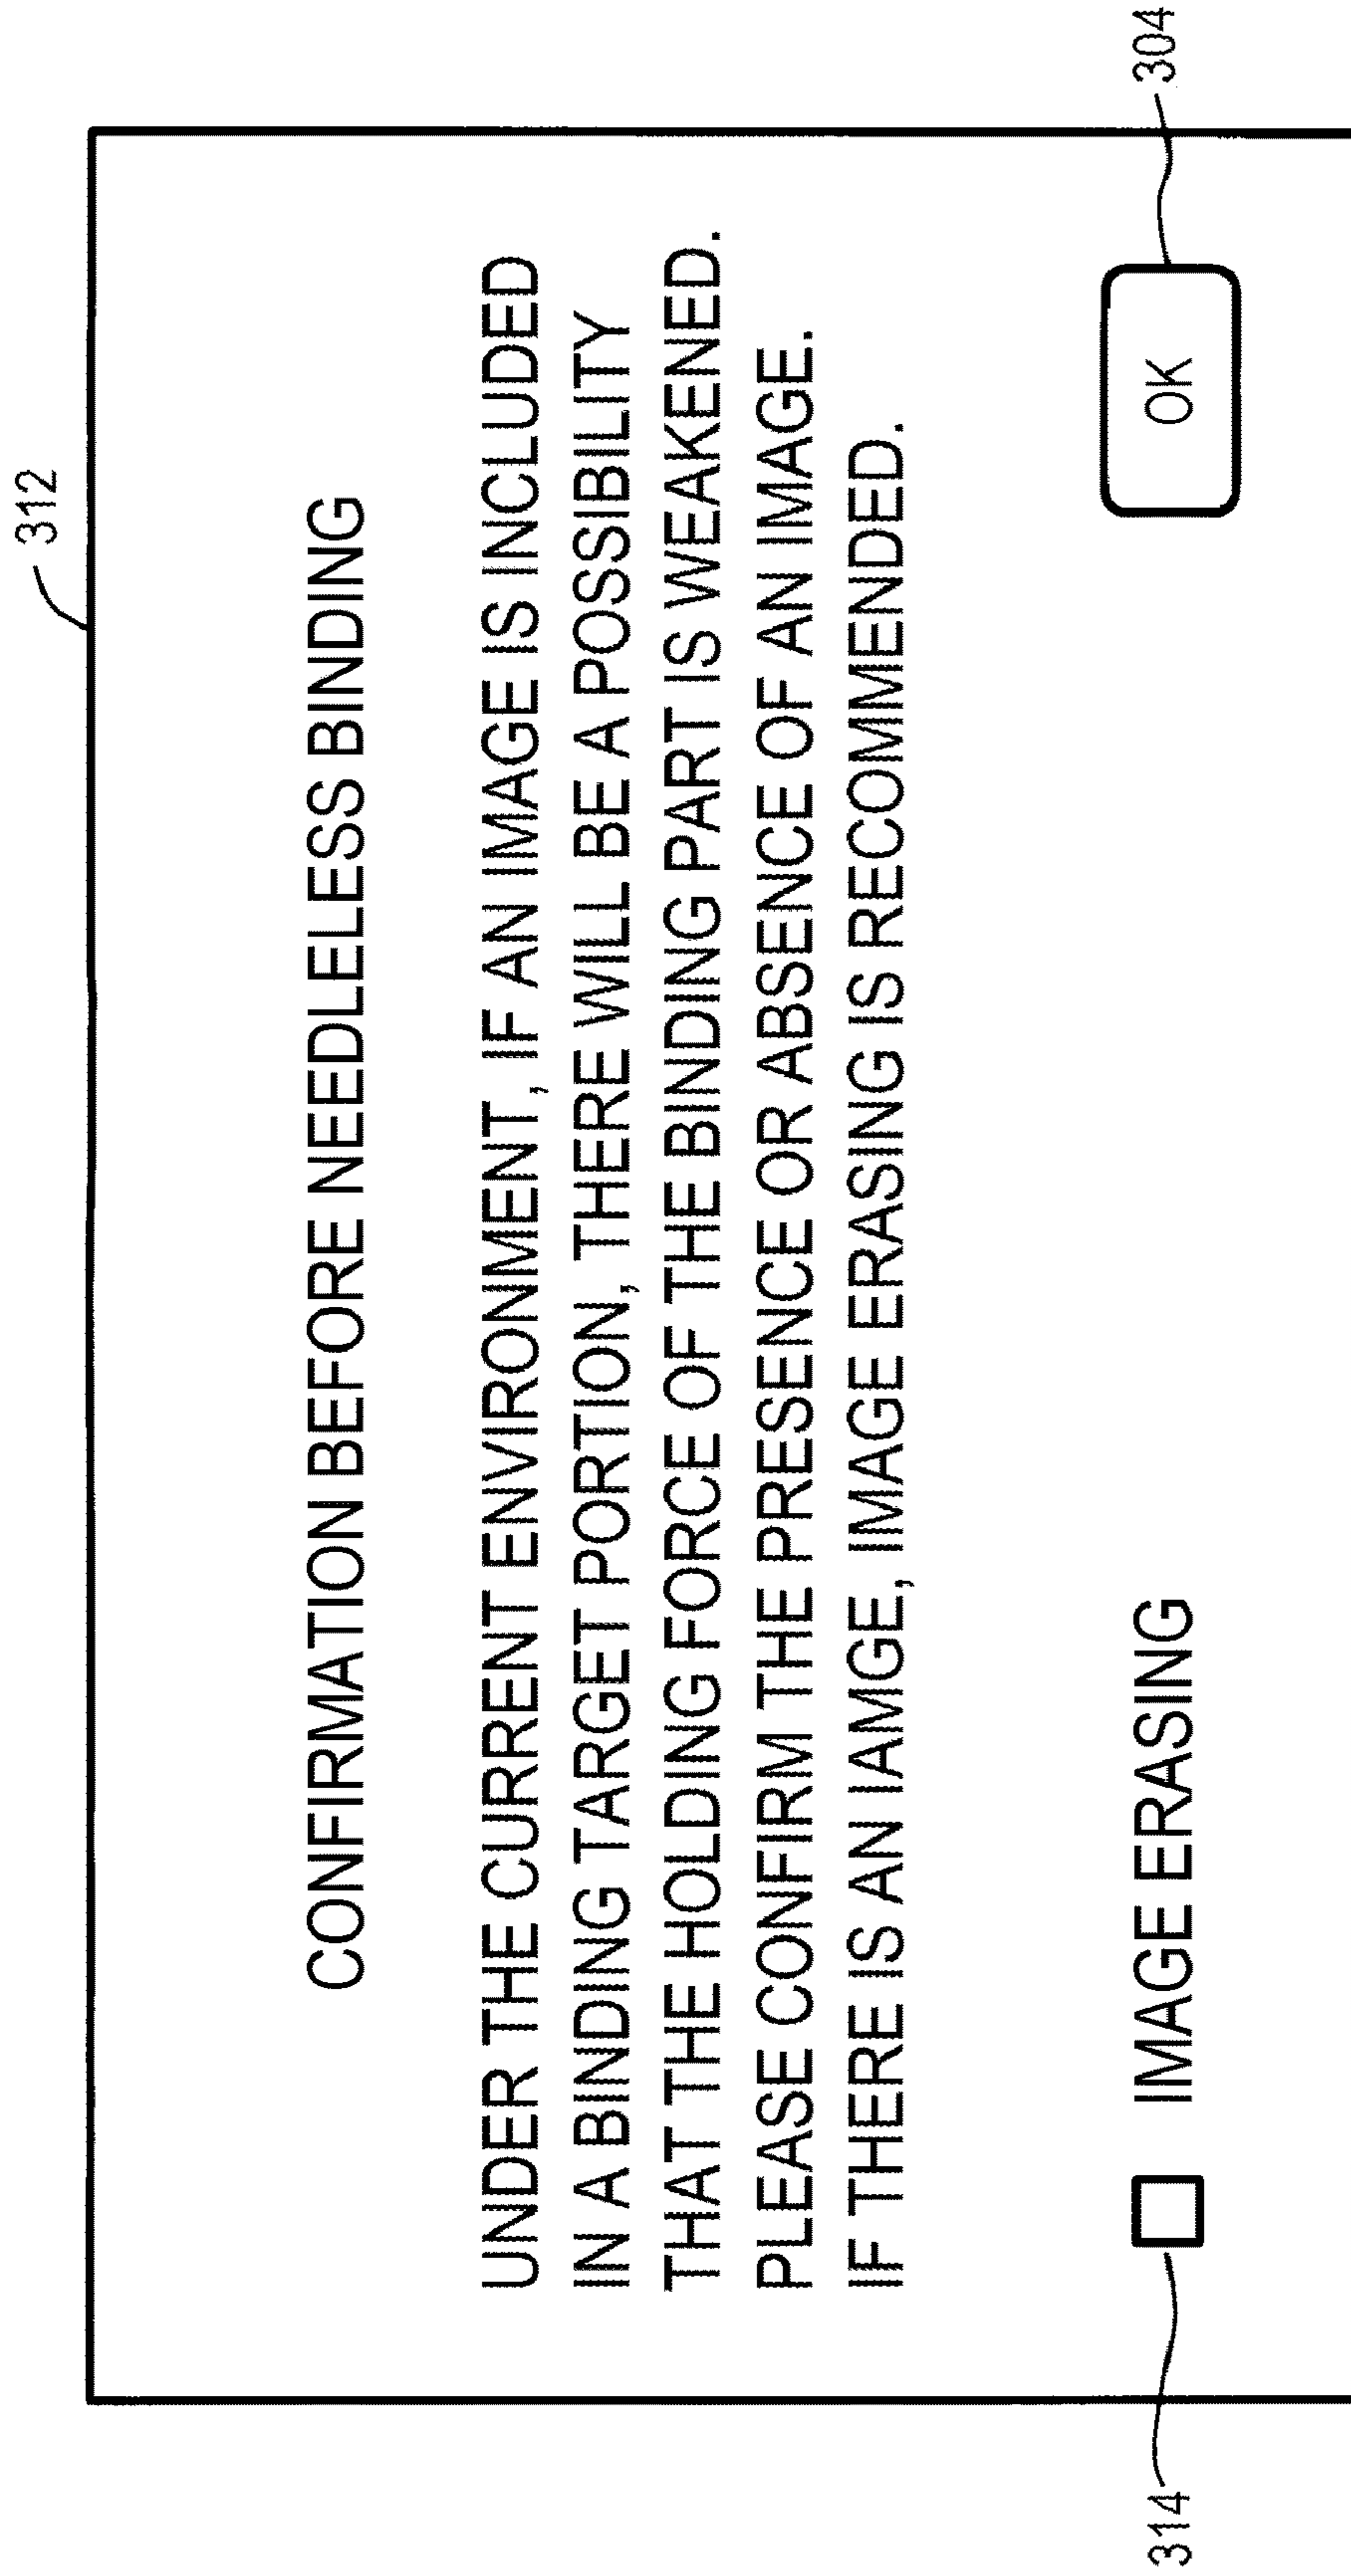 312
CONFIRMATION BEFORE NEEDLELESS BINDING
UNDER THE CURRENT ENVIRONMENT, IF AN IMAGE IS INCLUDED
IN A BINDING TARGET PORTION, THERE WILL BE A POSSIBILITY
THAT THE HOLDING FORCE OF THE BINDING PART IS WEAKENED.
PLEASE CONFIRM THE PRESENCE OR ABSENCE OF AN IMAGE.
IF THERE IS AN IAMGE, IMAGE ERASING IS RECOMMENDED.
314
IMAGE ERASING
OK
304